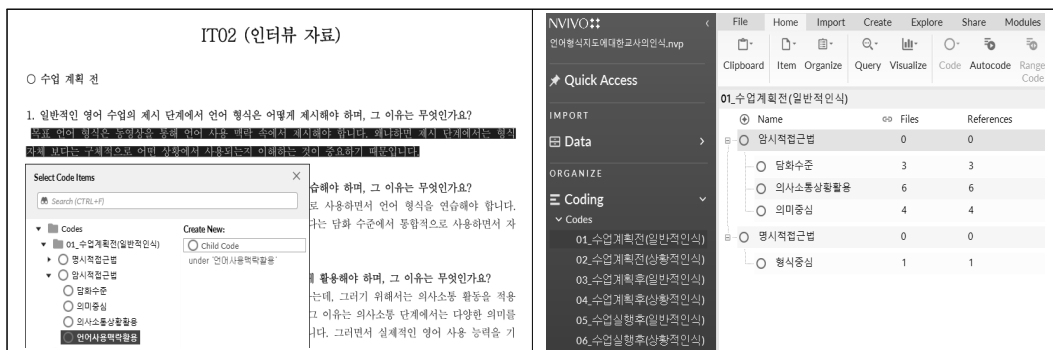 IT02 (인터뷰 자료)
○ 수업 계획 전
1. 일반적인 영어 수업의 제시 단계에서 언어 형식은 어떻게 제시해야 하며, 그 이유는 무엇인가요?
목표 언어 형식은 동영상을 통해 언어 사용 맥락 속에서 제시해야 합니다. 왜냐하면 제시 단계에서는 형식
자체 보다는 구체적으로 어떤 상황에서 사용되는지 이해하는 것이 중요하기 때문입니다.
습해야 하며, 그 이유는 무엇인가요?
로 사용하면서 언어 형식을 연습해야 합니다.
다는 담화 수준에서 통합적으로 사용하면서 자
활용해야 하며, 그 이유는 무엇인가요?
는데, 그러기 위해서는 의사소통 활동을 적용
그 이유는 의사소통 단계에서는 다양한 의미를
니다. 그러면서 실제적인 영어 사용 능력을 기
Select Code Items
Search (CTRL+F)
Codes
01_수업계획전(일반적인식)
명시적접근법
암시적접근법
담화수준
의미중심
의사소통상황활용
언어사용맥락활용
Create New:
Child Code
under '언어사용맥락활용'
NVIVO
언어형식지도에대한교사의인식.nvp
Quick Access
IMPORT
Data
ORGANIZE
Coding
Codes
01_수업계획전(일반적인식)
02_수업계획전(상황적인식)
03_수업계획후(일반적인식)
04_수업계획후(상황적인식)
05_수업실행후(일반적인식)
06_수업실행후(상황적인식)
File Home Import Create Explore Share Modules
Clipboard Item Organize Query Visualize Code Autocode Range Code
01_수업계획전(일반적인식)
Name Files References
암시적접근법 0 0
담화수준 3 3
의사소통상황활용 6 6
의미중심 4 4
명시적접근법 0 0
형식중심 1 1